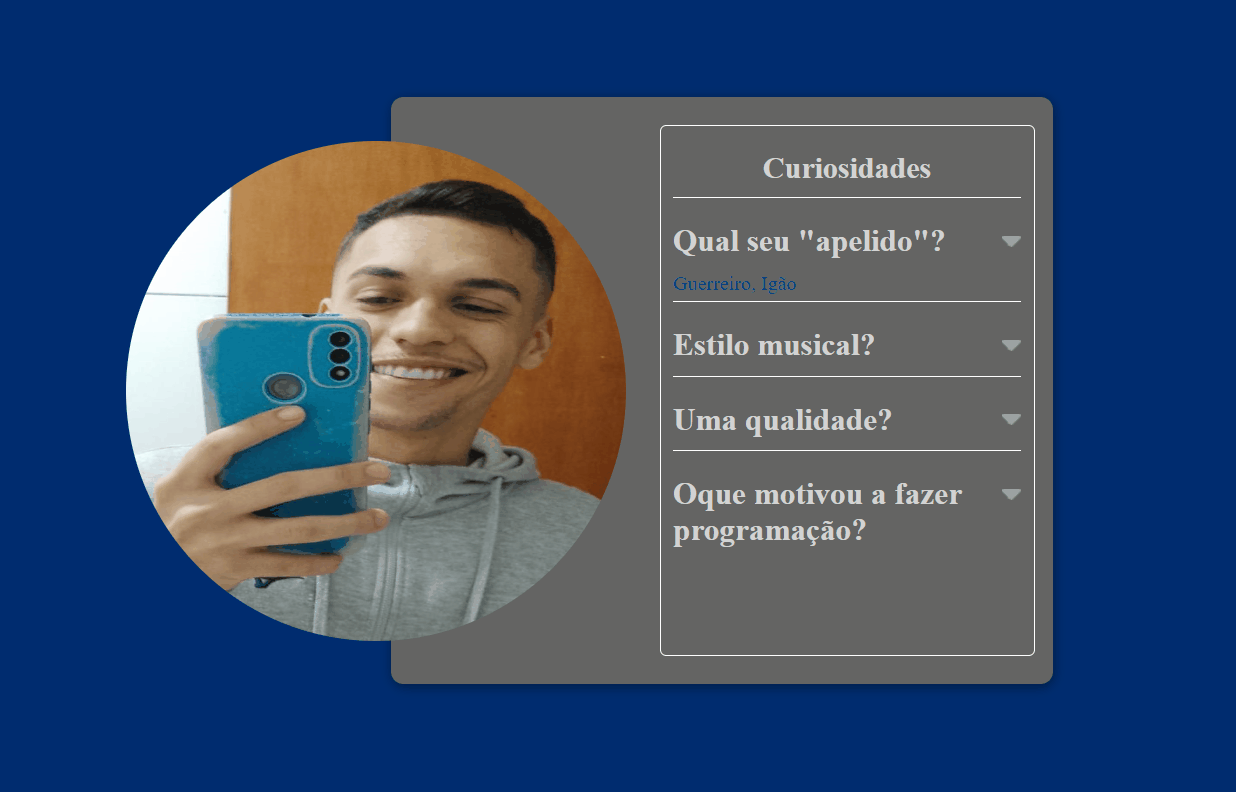 Curiosidades
Qual seu "apelido"?
Guerreiro, Igão
Estilo musical?
Uma qualidade?
Oque motivou a fazer
programação?